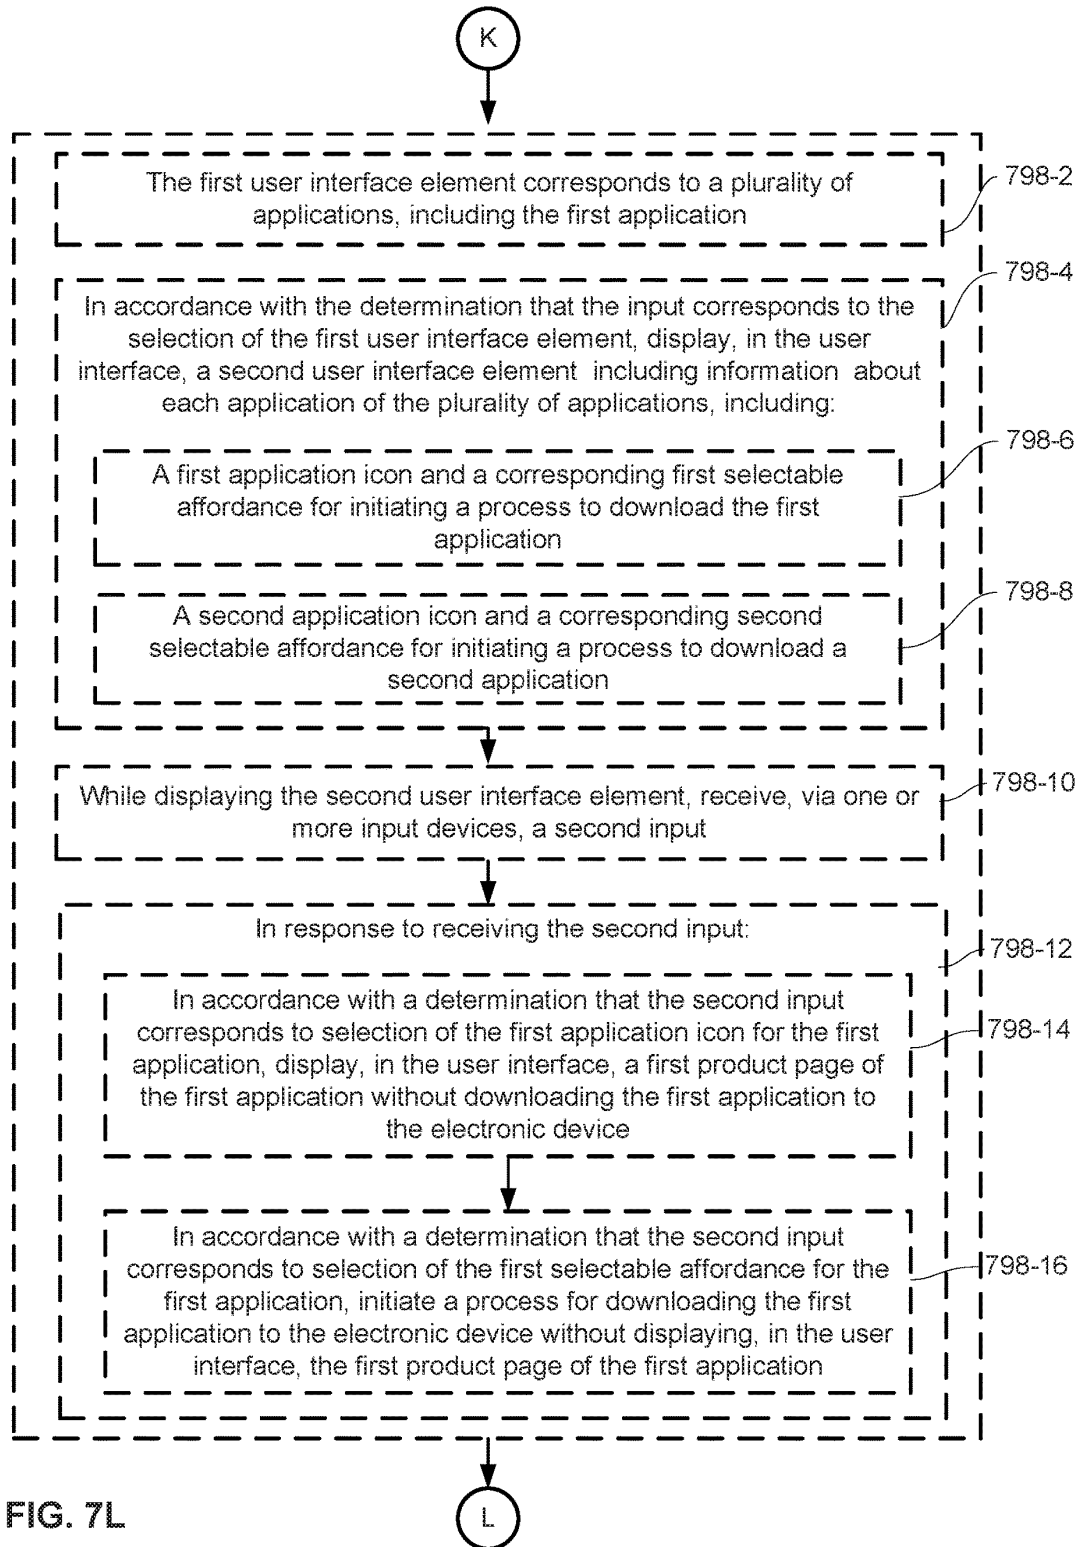 K
The first user interface element corresponds to a plurality of
applications, including the first application
798-2
798-4
In accordance with the determination that the input corresponds to the
selection of the first user interface element, display, in the user
interface, a second user interface element including information about
each application of the plurality of applications, including:
798-6
A first application icon and a corresponding first selectable
affordance for initiating a process to download the first
application
798-8
A second application icon and a corresponding second
selectable affordance for initiating a process to download a
second application
798-10
While displaying the second user interface element, receive, via one or
more input devices, a second input
In response to receiving the second input:
798-12
In accordance with a determination that the second input
corresponds to selection of the first application icon for the first
application, display, in the user interface, a first product page of
the first application without downloading the first application to
the electronic device
798-14
In accordance with a determination that the second input
corresponds to selection of the first selectable affordance for the
first application, initiate a process for downloading the first
application to the electronic device without displaying, in the user
interface, the first product page of the first application
798-16
L
FIG. 7L